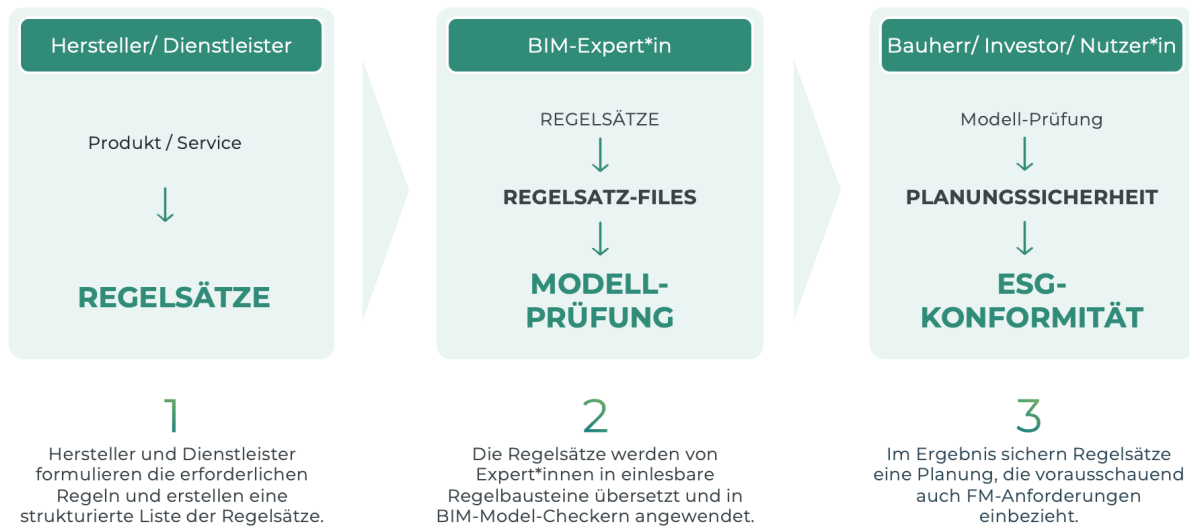 Hersteller/ Dienstleister
Produkt / Service
↓
REGELSÄTZE
BIM-Expert*in
REGELSÄTZE
↓
REGELSATZ-FILES
↓
MODELL-
PRÜFUNG
Bauherr/ Investor/ Nutzer*in
Modell-Prüfung
↓
PLANUNGSSICHERHEIT
↓
ESG-
KONFORMITÄT
1
Hersteller und Dienstleister
formulieren die erforderlichen
Regeln und erstellen eine
strukturierte Liste der Regelsätze.
2
Die Regelsätze werden von
Expert*innen in einlesbare
Regelbausteine übersetzt und in
BIM-Model-Checkern angewendet.
3
Im Ergebnis sichern Regelsätze
eine Planung, die vorausschauend
auch FM-Anforderungen
einbezieht.